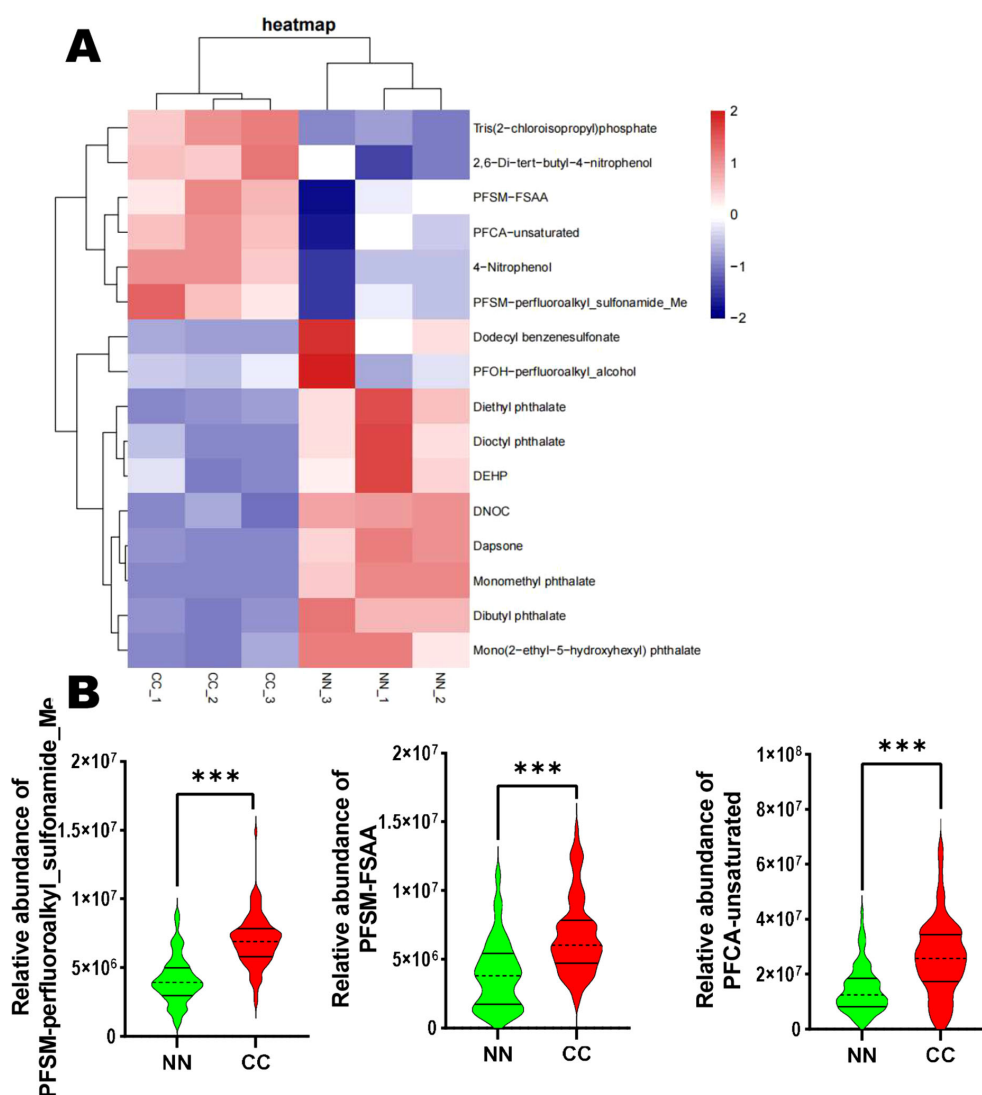 A
heatmap
Tris(2−chloroisopropyl)phosphate
2,6−Di−tert−butyl−4−nitrophenol
PFSM−FSAA
PFCA−unsaturated
4−Nitrophenol
PFSM−perfluoroalkyl_sulfonamide_Me
Dodecyl benzenesulfonate
PFOH−perfluoroalkyl_alcohol
Diethyl phthalate
Dioctyl phthalate
DEHP
DNOC
Dapsone
Monomethyl phthalate
Dibutyl phthalate
Mono(2−ethyl−5−hydroxyhexyl) phthalate
2
1
0
−1
−2
CC_1
CC_2
CC_3
NN_3
NN_1
NN_2
B
Relative abundance of
PFSM-perfluoroalkyl_sulfonamide_Me
2×10⁷
1.5×10⁷
1×10⁷
5×10⁶
0
***
NN
CC
Relative abundance of
PFSM-FSAA
2×10⁷
1.5×10⁷
1×10⁷
5×10⁶
0
***
NN
CC
Relative abundance of
PFCA-unsaturated
1×10⁸
8×10⁷
6×10⁷
4×10⁷
2×10⁷
0
***
NN
CC